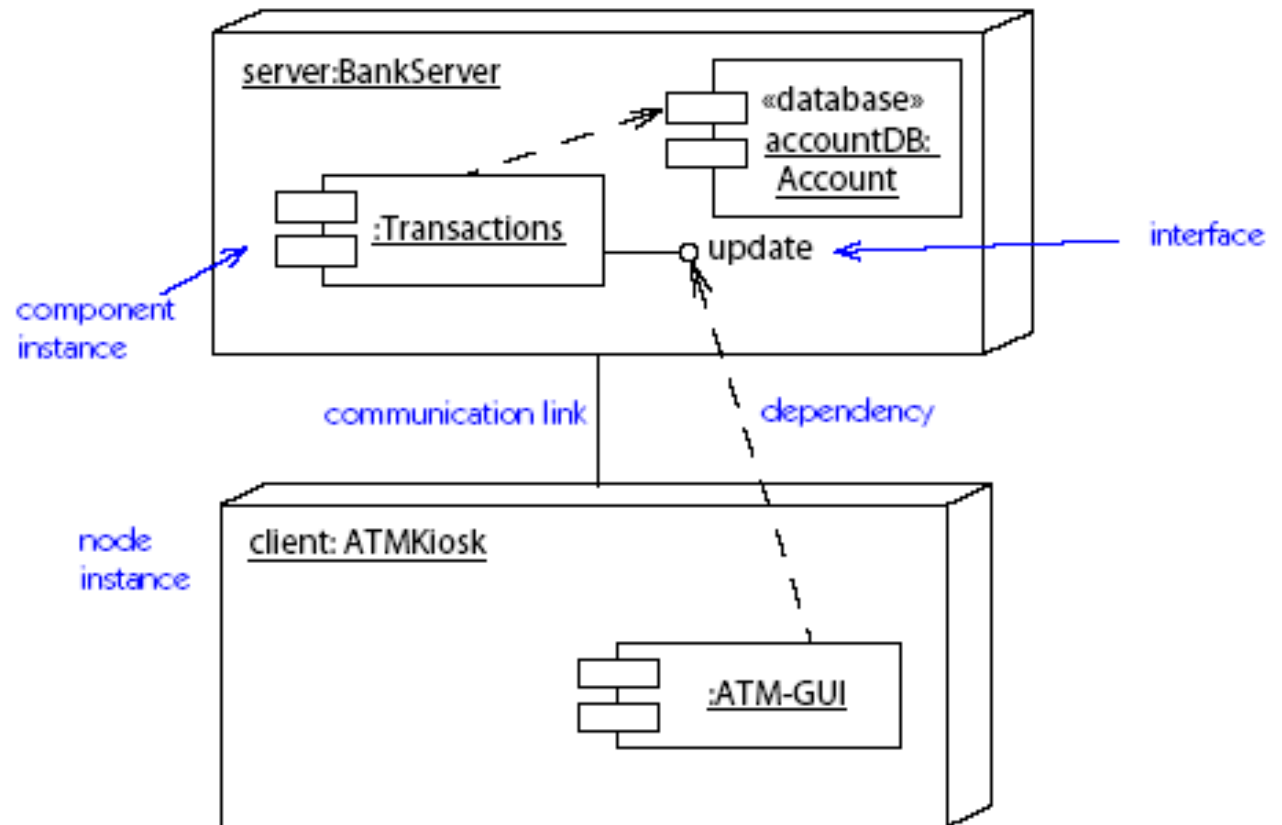 server:BankServer
«database»
accountDB:
Account
:Transactions
update
interface
component
instance
communication link
dependency
node
instance
client: ATMKiosk
:ATM-GUI